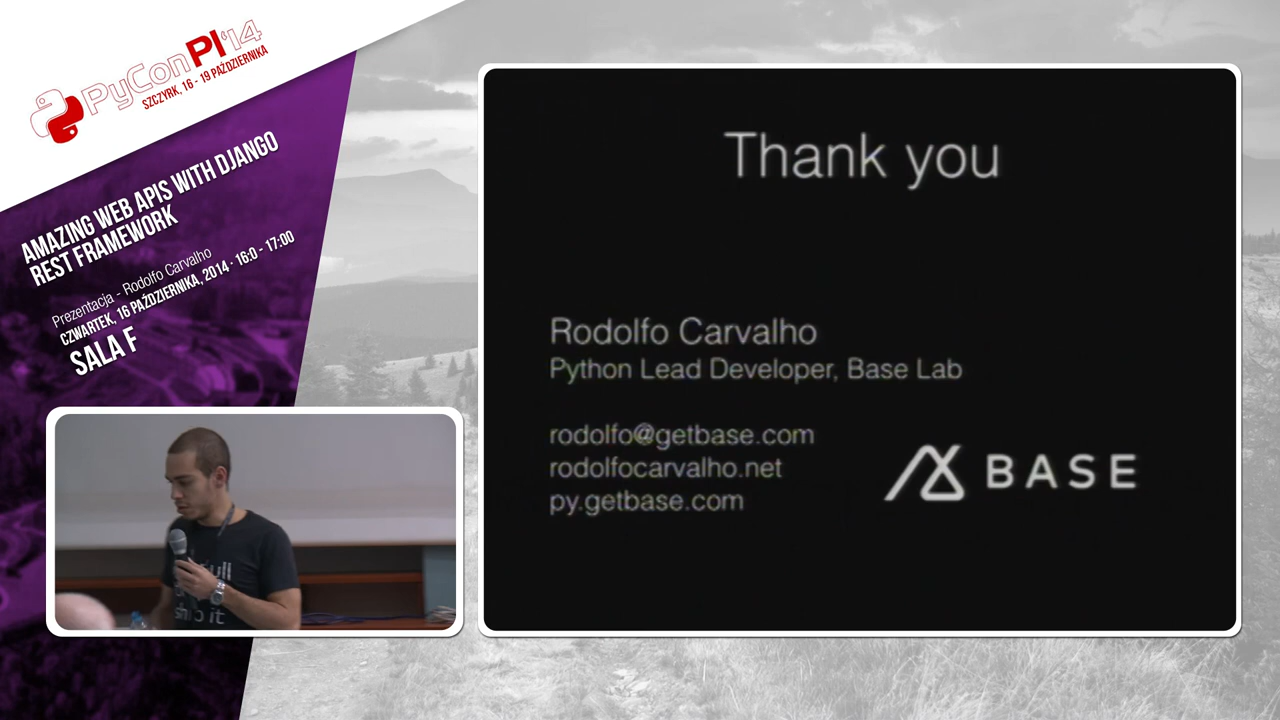 PyConPl'14
SZCZYRK, 16 - 19 PAŹDZIERNIKA
AMAZING WEB APIS WITH DJANGO
REST FRAMEWORK
Prezentacja - Rodolfo Carvalho
CZWARTEK, 16 PAŹDZIERNIKA, 2014 · 16:0 - 17:00
SALA F
Thank you
Rodolfo Carvalho
Python Lead Developer, Base Lab
rodolfo@getbase.com
rodolfocarvalho.net
py.getbase.com
BASE
it